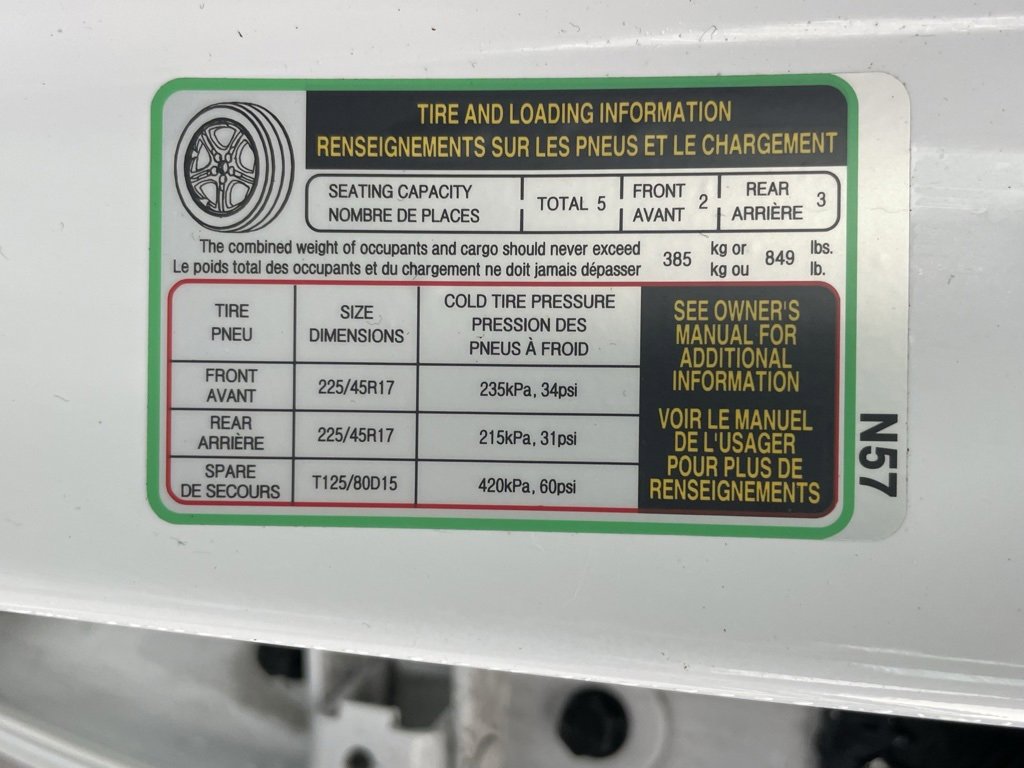 TIRE AND LOADING INFORMATION
RENSEIGNEMENTS SUR LES PNEUS ET LE CHARGEMENT
SEATING CAPACITY
NOMBRE DE PLACES
TOTAL 5
FRONT
AVANT
2
REAR
ARRIÈRE
3
The combined weight of occupants and cargo should never exceed
Le poids total des occupants et du chargement ne doit jamais dépasser
385
kg or
kg ou
849
lbs.
lb.
TIRE
PNEU
SIZE
DIMENSIONS
COLD TIRE PRESSURE
PRESSION DES
PNEUS À FROID
FRONT
AVANT
225/45R17
235kPa, 34psi
REAR
ARRIÈRE
225/45R17
215kPa, 31psi
SPARE
DE SECOURS
T125/80D15
420kPa, 60psi
SEE OWNER'S
MANUAL FOR
ADDITIONAL
INFORMATION
VOIR LE MANUEL
DE L'USAGER
POUR PLUS DE
RENSEIGNEMENTS
N57